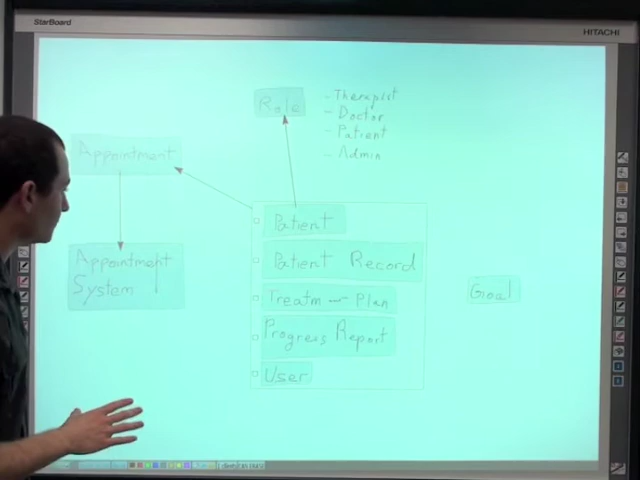 StarBoard
HITACHI
Role
- Therapist
- Doctor
- Patient
- Admin
Appointment
Appointment
System
Patient
Patient Record
Treatm Plan
Progress Report
User
Goal